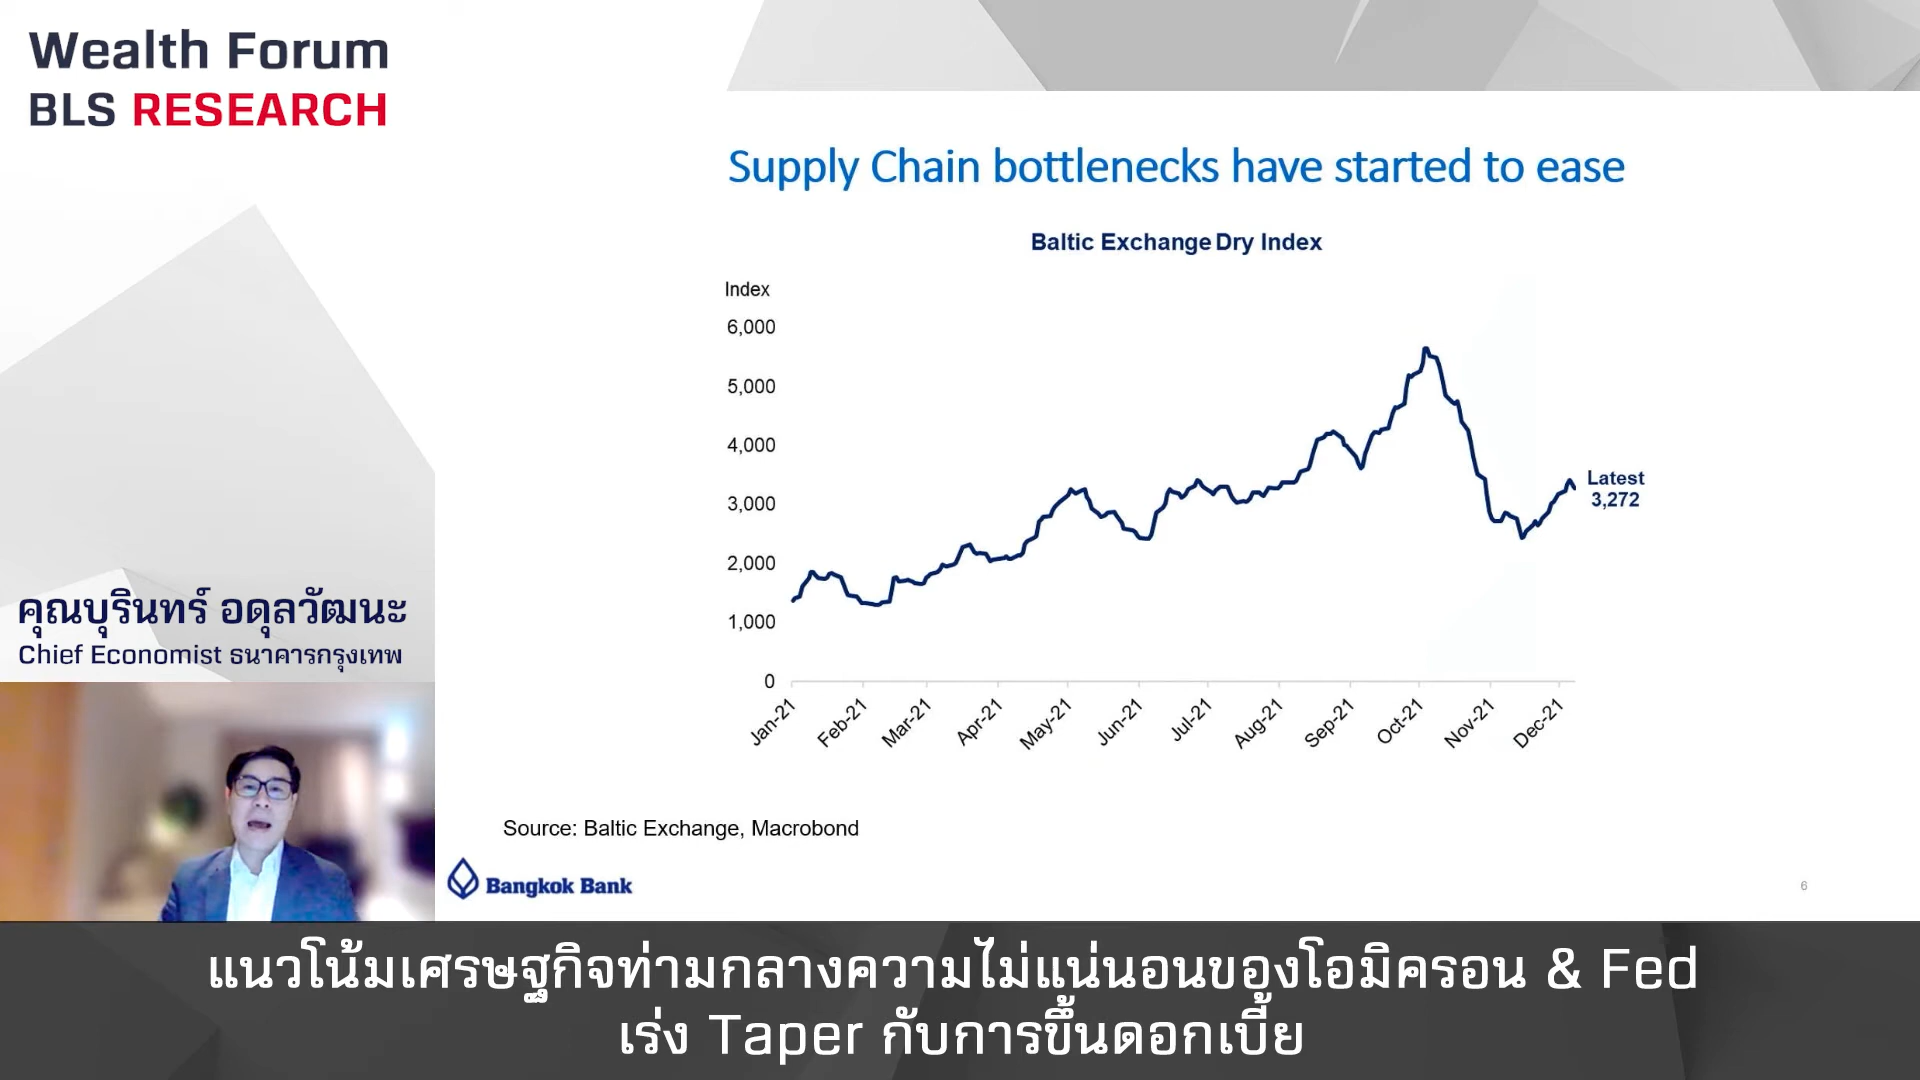 Wealth Forum
BLS RESEARCH
Supply Chain bottlenecks have started to ease
Baltic Exchange Dry Index
Index
6,000
5,000
4,000
3,000
2,000
1,000
0
Jan-21
Feb-21
Mar-21
Apr-21
May-21
Jun-21
Jul-21
Aug-21
Sep-21
Oct-21
Nov-21
Dec-21
Latest
3,272
คุณบุรินทร์ อดุลวัฒนะ
Chief Economist ธนาคารกรุงเทพ
Source: Baltic Exchange, Macrobond
Bangkok Bank
6
แนวโน้มเศรษฐกิจท่ามกลางความไม่แน่นอนของโอมิครอน & Fed
เร่ง Taper กับการขึ้นดอกเบี้ย